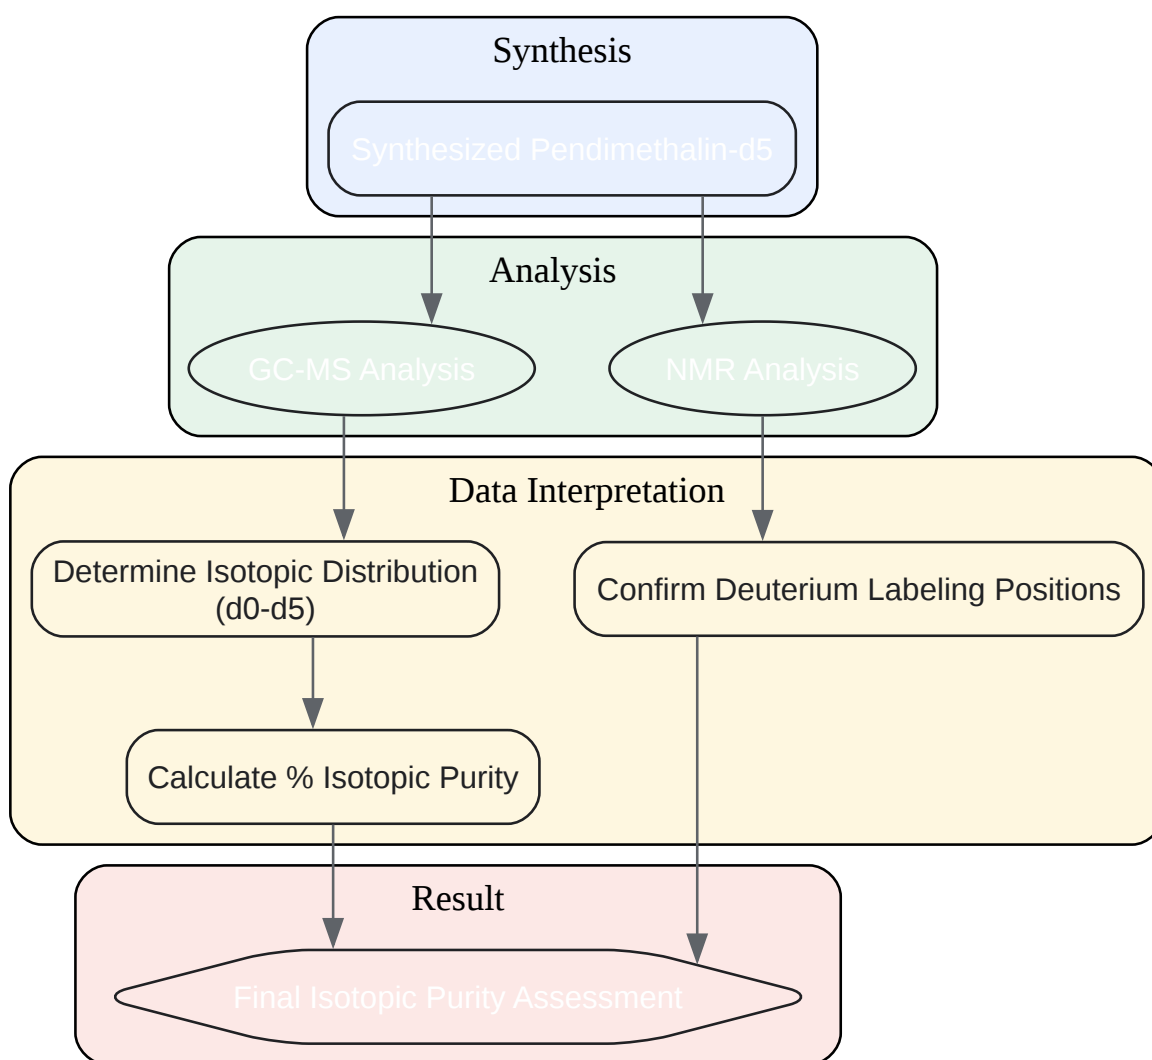 Synthesis
Synthesized Pendimethalin-d5
Analysis
GC-MS Analysis
NMR Analysis
Data Interpretation
Determine Isotopic Distribution
(d0-d5)
Confirm Deuterium Labeling Positions
Calculate % Isotopic Purity
Result
Final Isotopic Purity Assessment